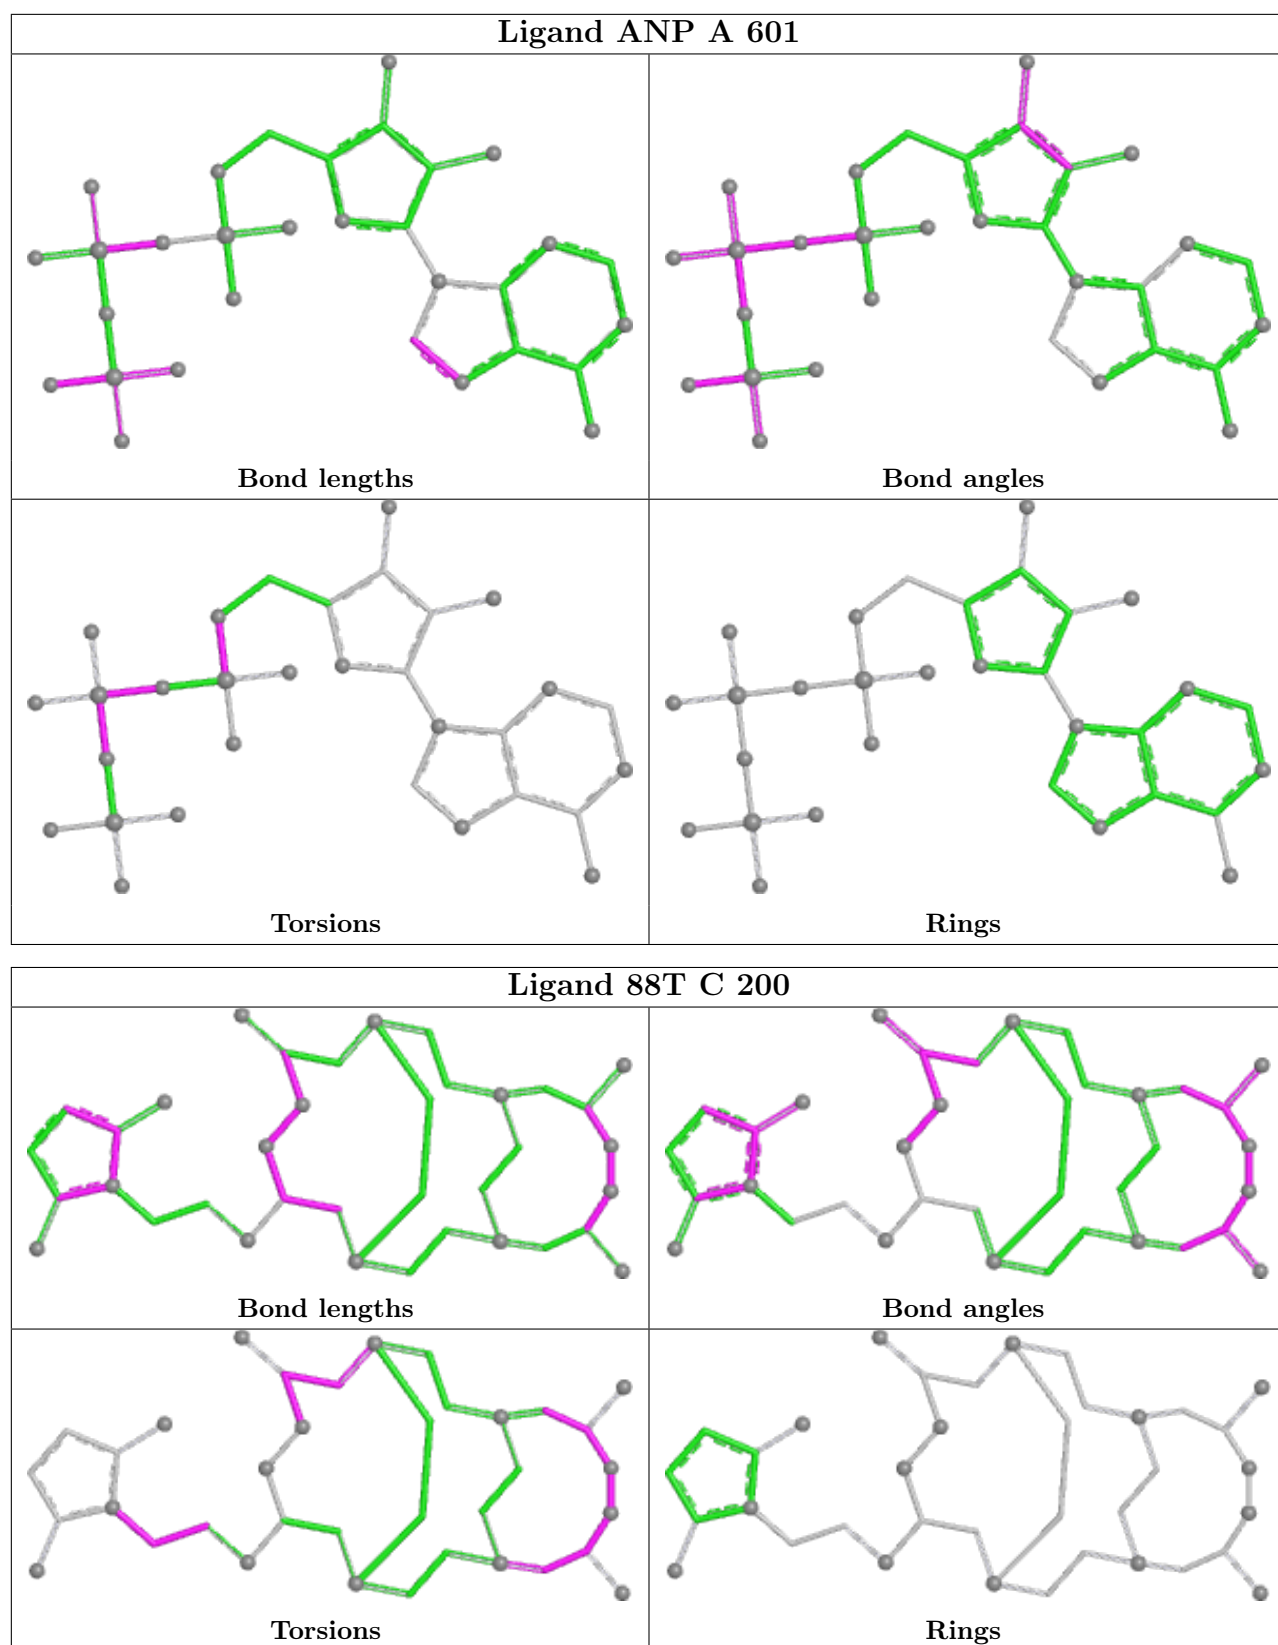 Ligand ANP A 601
Bond lengths
Bond angles
Torsions
Rings
Ligand 88T C 200
Bond lengths
Bond angles
Torsions
Rings